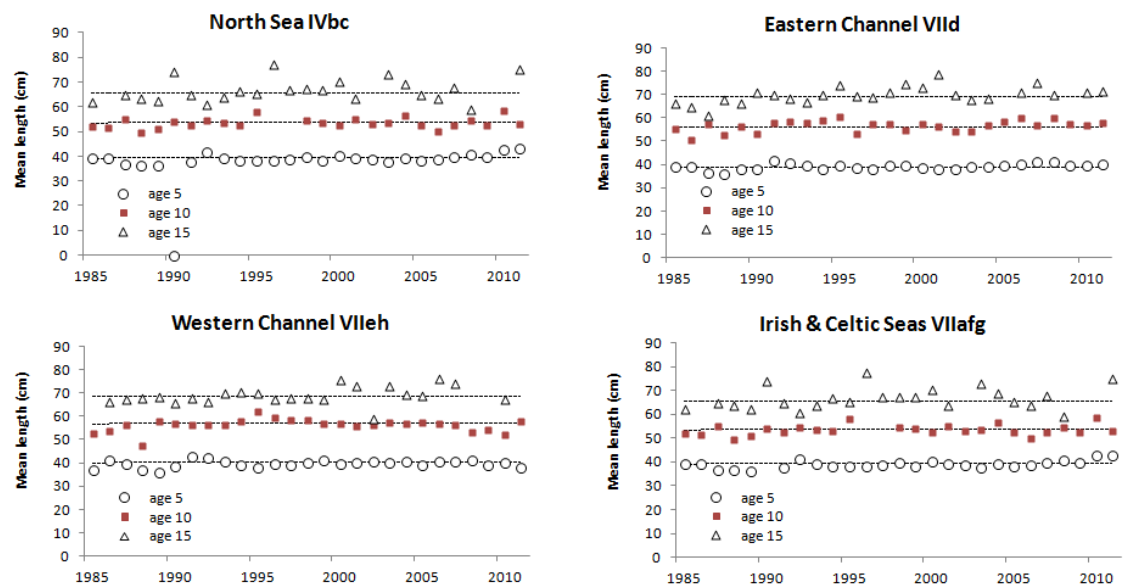 North Sea IVbc
Mean length (cm)
90
80
70
60
50
40
30
20
10
0
age 5
age 10
age 15
1985 1990 1995 2000 2005 2010
Eastern Channel VIId
Mean length (cm)
90
80
70
60
50
40
30
20
10
0
age 5
age 10
age 15
1985 1990 1995 2000 2005 2010
Western Channel VIIeh
Mean length (cm)
90
80
70
60
50
40
30
20
10
0
age 5
age 10
age 15
1985 1990 1995 2000 2005 2010
Irish & Celtic Seas VIIafg
Mean length (cm)
90
80
70
60
50
40
30
20
10
0
age 5
age 10
age 15
1985 1990 1995 2000 2005 2010